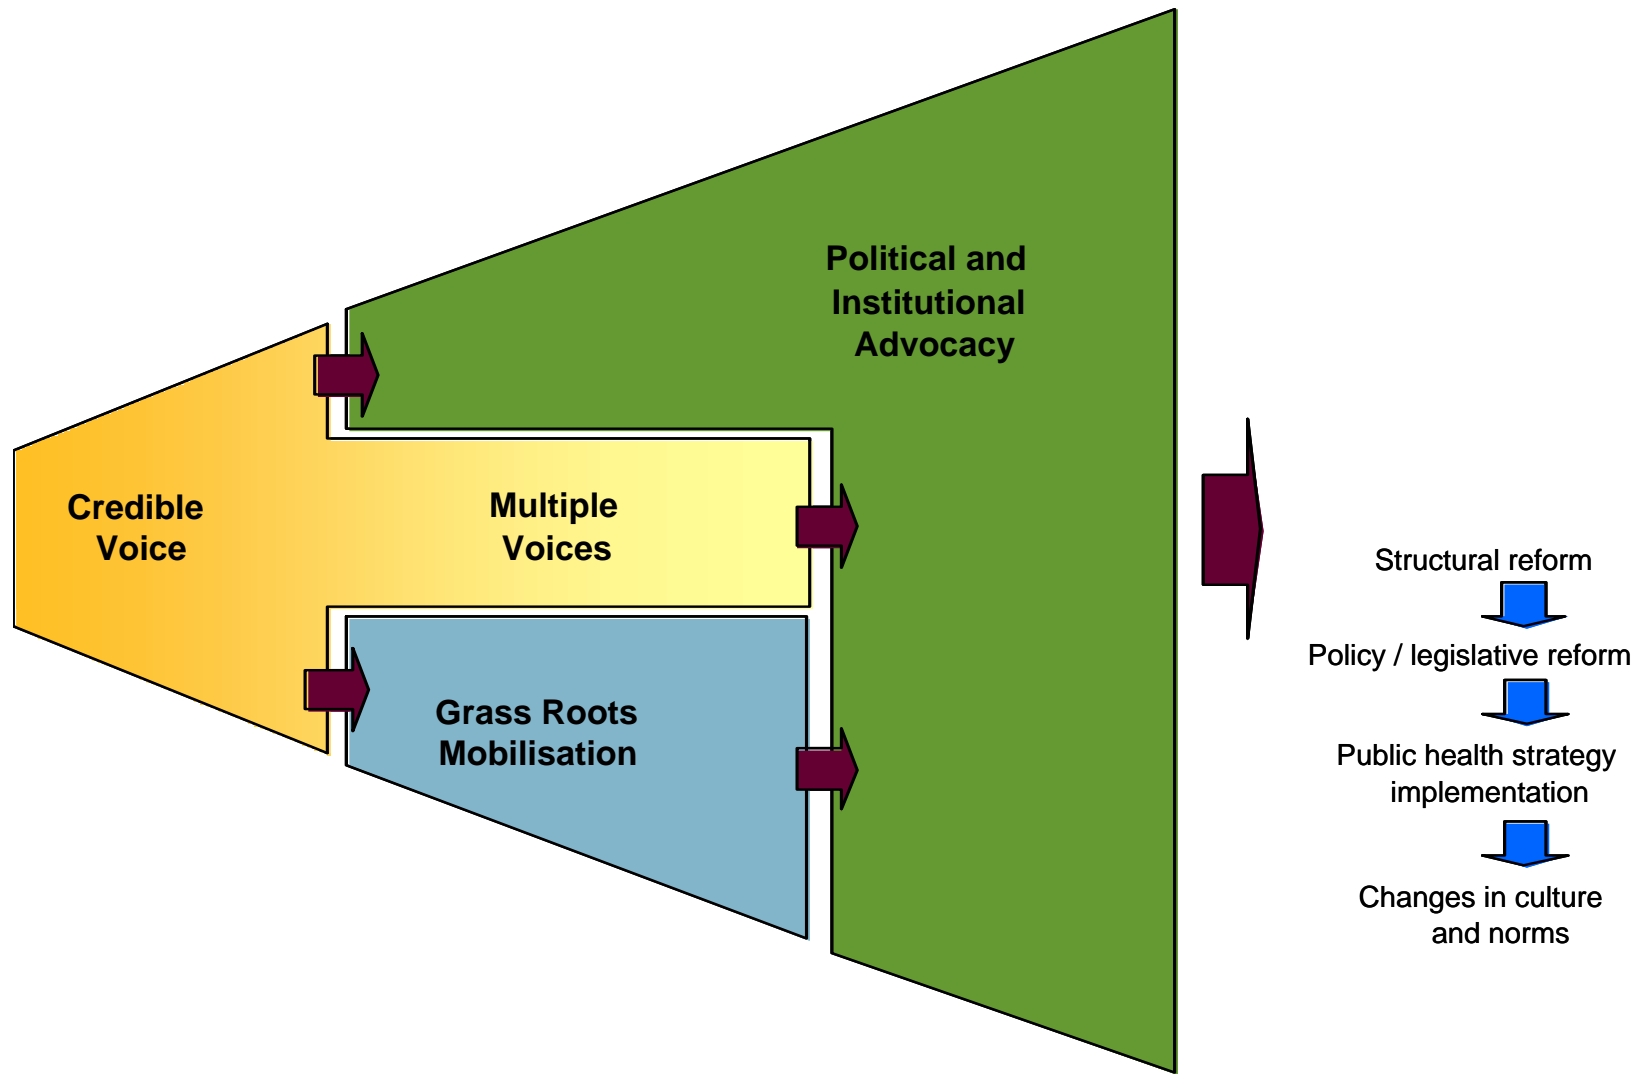 Political and
Institutional
Advocacy
Credible
Voice
Multiple
Voices
Grass Roots
Mobilisation
Structural reform
Policy / legislative reform
Public health strategy
implementation
Changes in culture
and norms